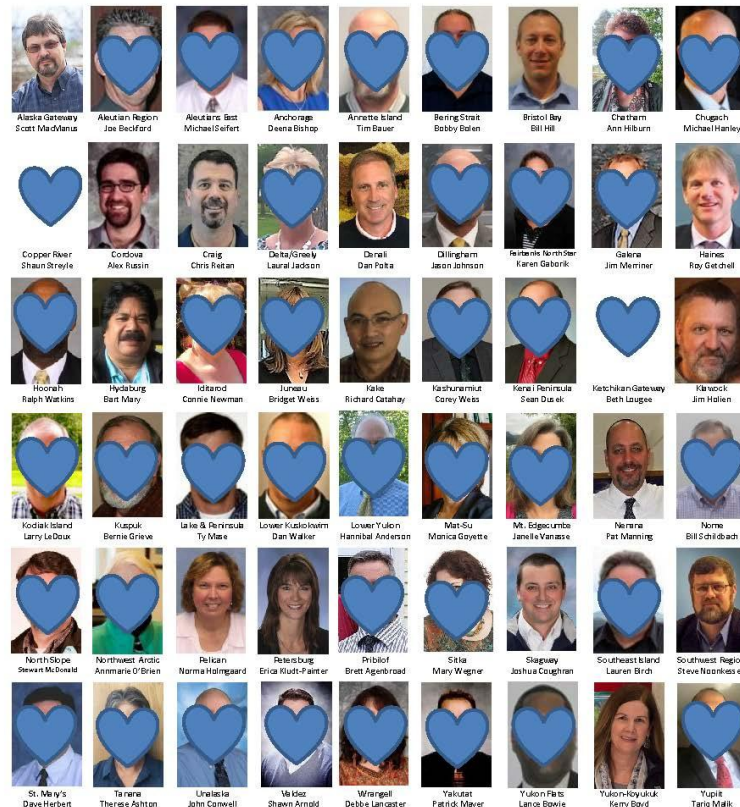 Alaska Gateway
Scott MacManus
Aleutian Region
Joe Beckford
Aleutians East
Michael Seifert
Anchorage
Deena Bishop
Annette Island
Tim Bauer
Bering Strait
Bobby Bolen
Bristol Bay
Bill Hill
Chatham
Ann Hilburn
Chugach
Michael Hanley
Copper River
Shaun Streyle
Cordova
Alex Russin
Craig
Chris Reitan
Delta/Greely
Laural Jackson
Denali
Dan Polta
Dillingham
Jason Johnson
Fairbanks North Star
Karen Gaborik
Galena
Jim Merriner
Haines
Roy Getchell
Hoonah
Ralph Watkins
Hydaburg
Bart Mary
Iditarod
Connie Newman
Juneau
Bridget Weiss
Kake
Richard Catahay
Kashunamiut
Corey Weiss
Kenai Peninsula
Sean Dusek
Ketchikan Gateway
Beth Lougee
Klawock
Jim Holien
Kodiak Island
Larry LeDoux
Kuspuk
Bernie Grieve
Lake & Peninsula
Ty Mase
Lower Kuskokwim
Dan Walker
Lower Yukon
Hannibal Anderson
Mat-Su
Monica Goyette
Mt. Edgecumbe
Janelle Vanasse
Nenana
Pat Manning
Nome
Bill Schildbach
North Slope
Stewart McDonald
Northwest Arctic
Annmarie O'Brien
Pelican
Norma Holmgaard
Petersburg
Erica Kludt-Painter
Pribilof
Brett Agenbroad
Sitka
Mary Wegner
Skagway
Joshua Coughran
Southeast Island
Lauren Birch
Southwest Region
Steve Noonkesse
St. Mary's
Dave Herbert
Tanana
Therese Ashton
Unalaska
John Conwell
Valdez
Shawn Arnold
Wrangell
Debbe Lancaster
Yakutat
Patrick Mayer
Yukon Flats
Lance Bowie
Yukon-Koyukuk
Kerry Boyd
Yupiit
Tariq Malik